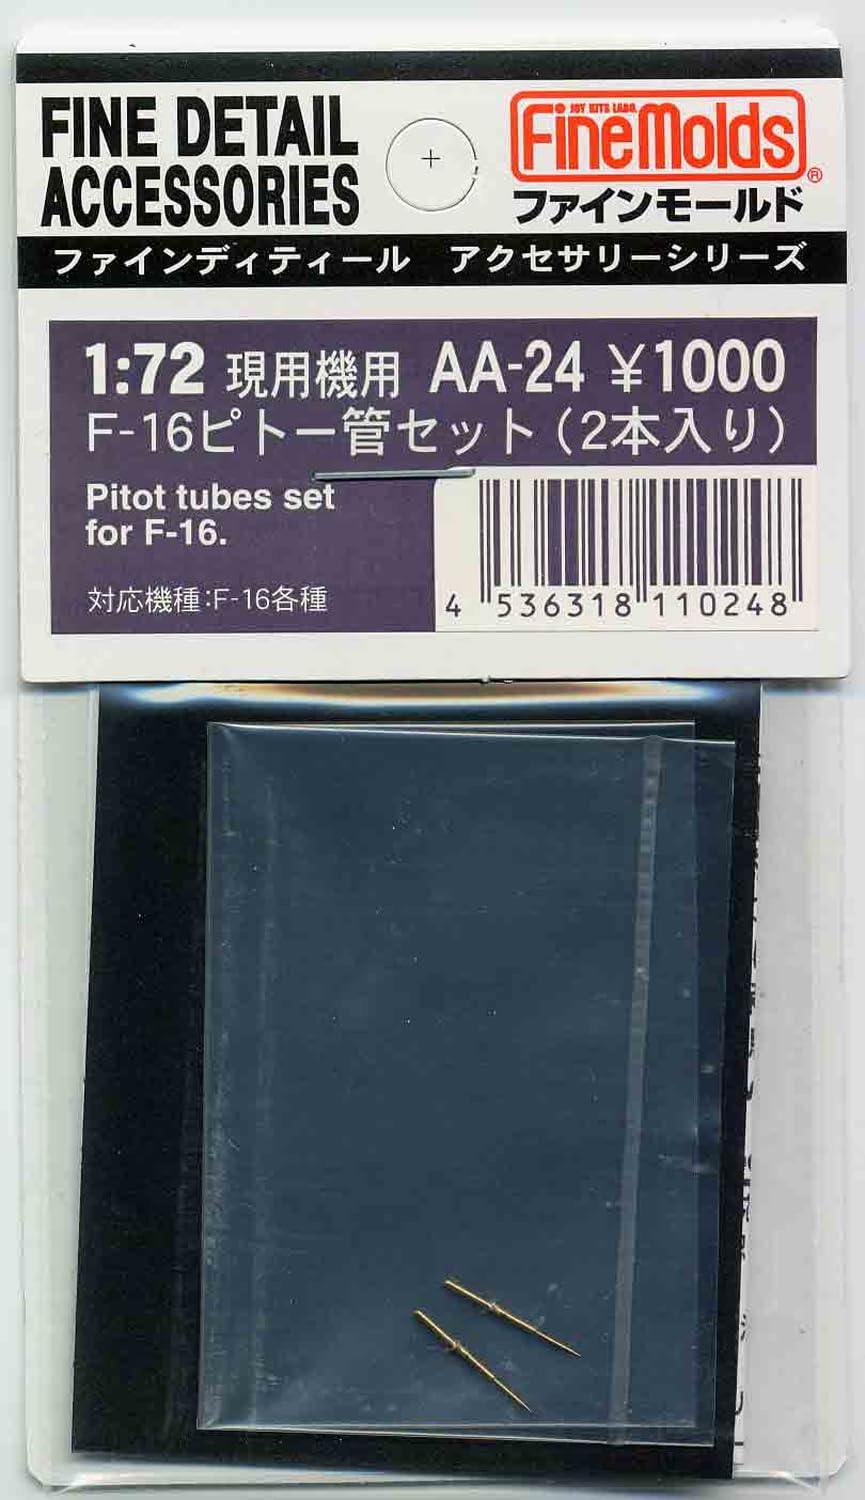 FINE DETAIL
ACCESSORIES
JOY KITS LABO.
FineMolds®
ファインモールド
ファインディティール アクセサリーシリーズ
1:72 現用機用 AA-24 ¥1000
F-16ピトー管セット(2本入り)
Pitot tubes set
for F-16.
対応機種:F-16各種
4 536318 110248